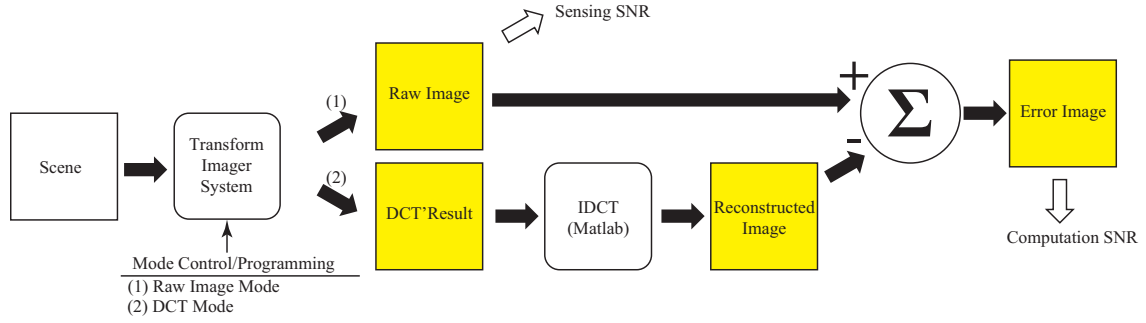 Sensing SNR
(1)
Raw Image
+
Σ
Error Image
Scene
Transform
Imager
System
-
(2)
DCT'Result
IDCT
(Matlab)
Reconstructed
Image
Computation SNR
Mode Control/Programming
(1) Raw Image Mode
(2) DCT Mode